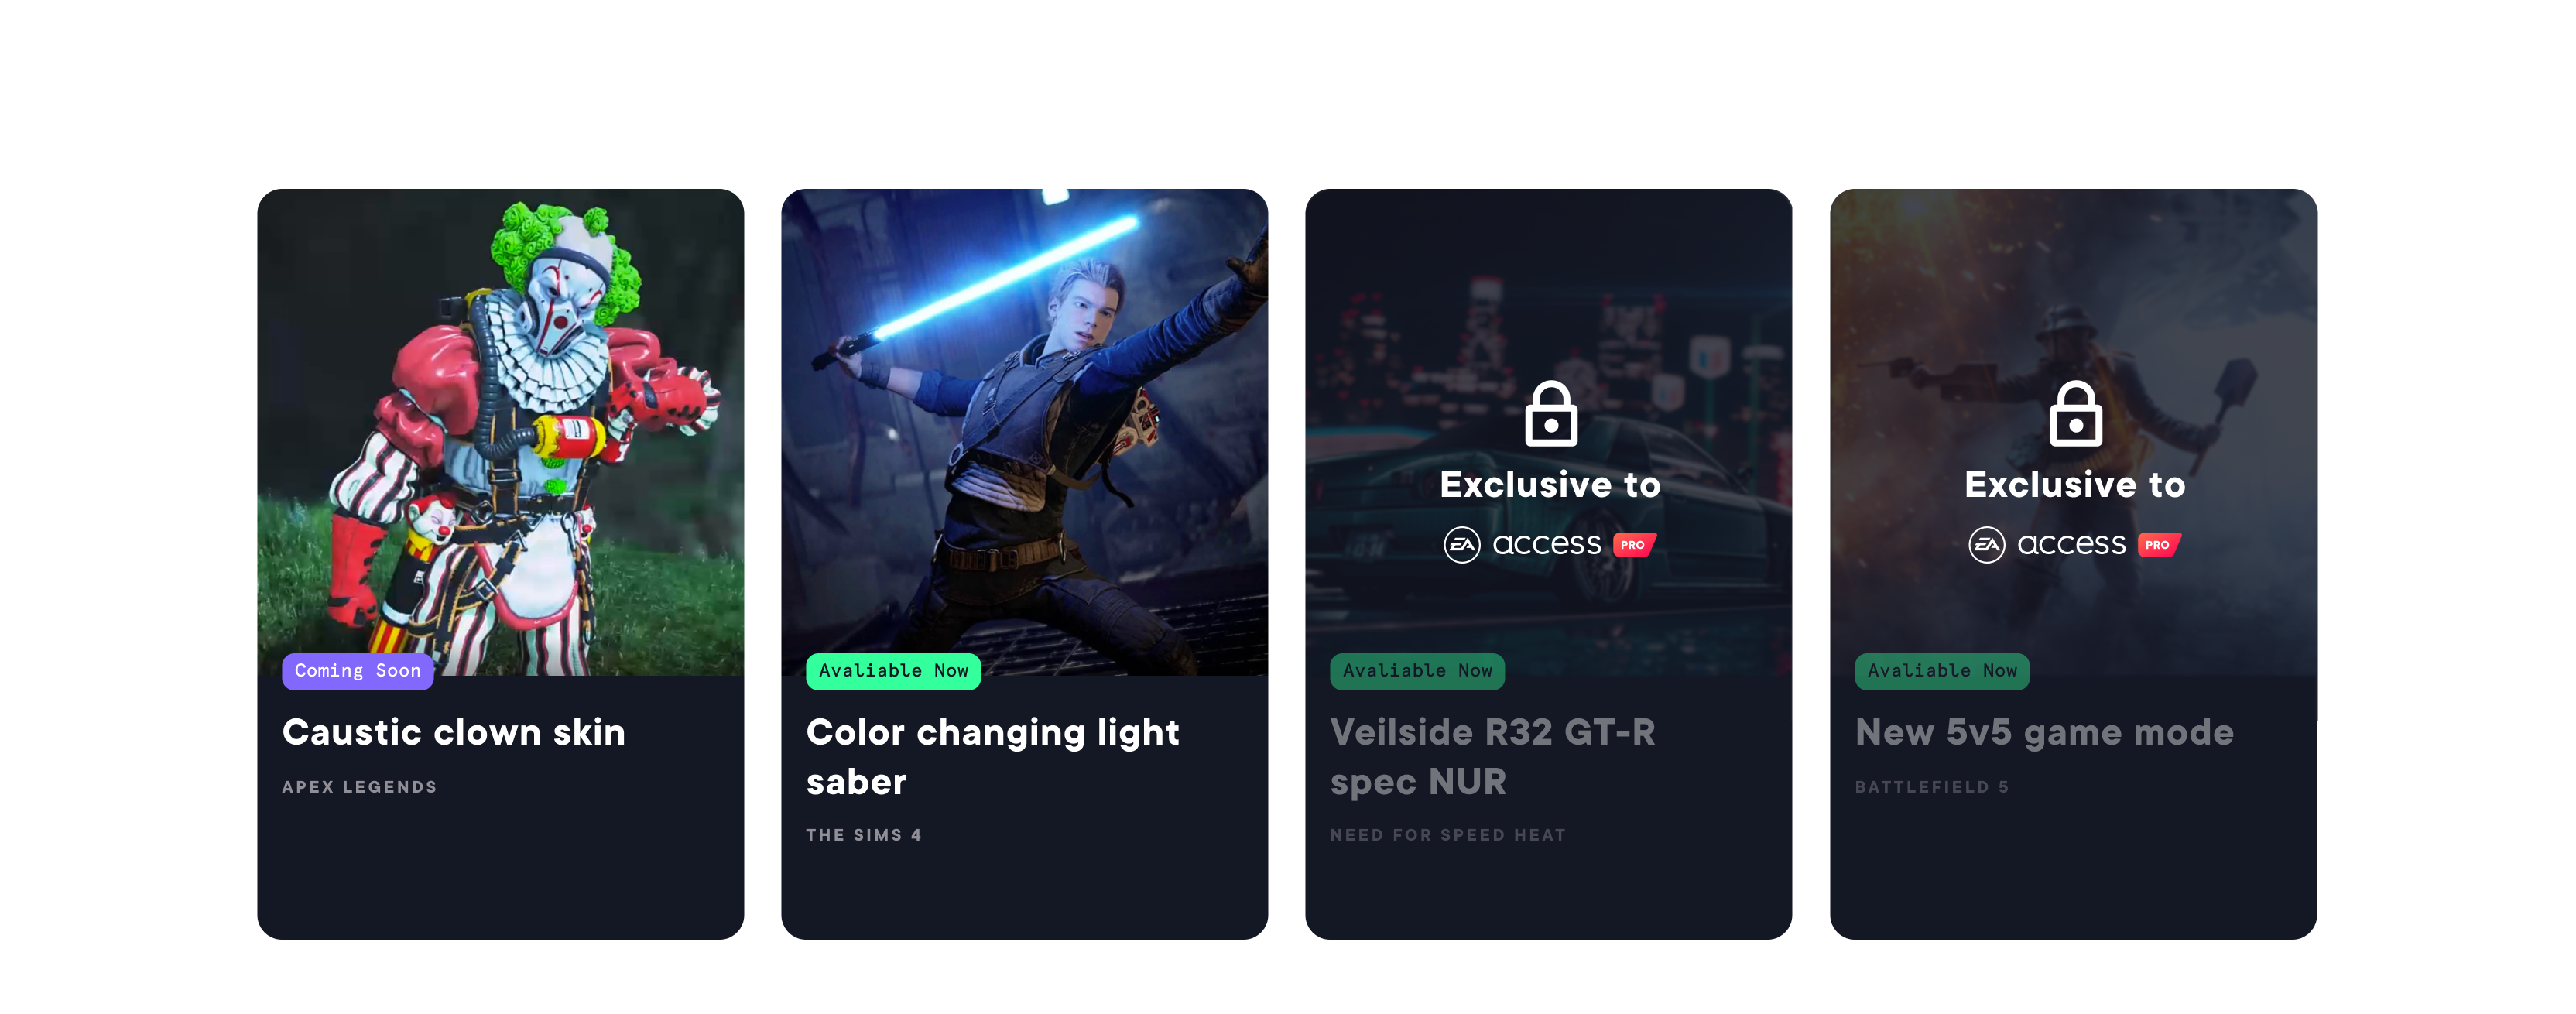 Coming Soon
Caustic clown skin
APEX LEGENDS
Avaliable Now
Color changing light
saber
THE SIMS 4
Exclusive to
EA access PRO
Avaliable Now
Veilside R32 GT-R
spec NUR
NEED FOR SPEED HEAT
Exclusive to
EA access PRO
Avaliable Now
New 5v5 game mode
BATTLEFIELD 5